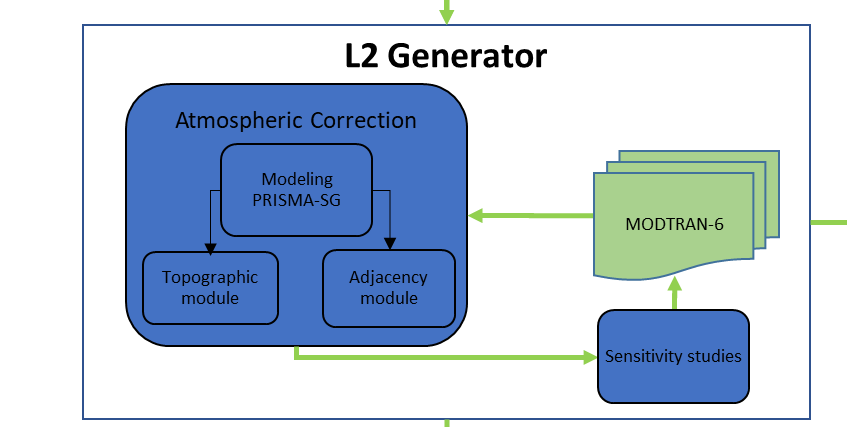 L2 Generator
Atmospheric Correction
Modeling
PRISMA-SG
Topographic
module
Adjacency
module
MODTRAN-6
Sensitivity studies